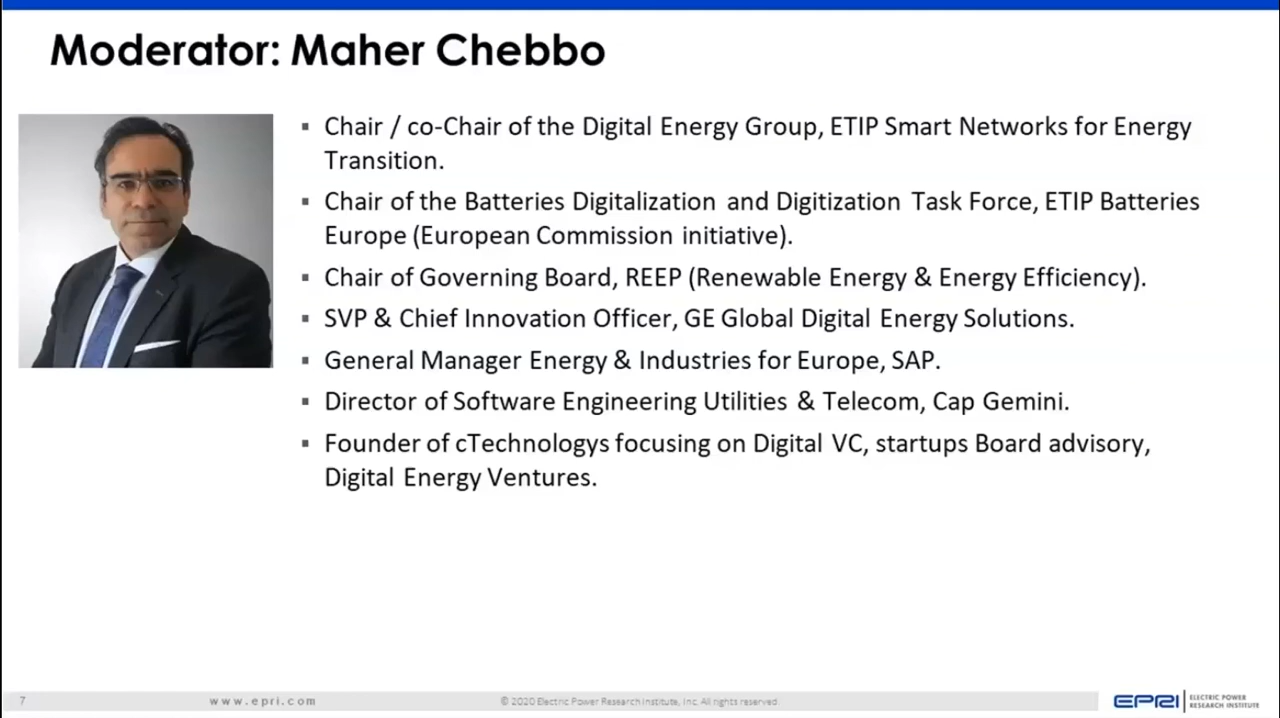 Moderator: Maher Chebbo
▪ Chair / co-Chair of the Digital Energy Group, ETIP Smart Networks for Energy
Transition.
▪ Chair of the Batteries Digitalization and Digitization Task Force, ETIP Batteries
Europe (European Commission initiative).
▪ Chair of Governing Board, REEP (Renewable Energy & Energy Efficiency).
▪ SVP & Chief Innovation Officer, GE Global Digital Energy Solutions.
▪ General Manager Energy & Industries for Europe, SAP.
▪ Director of Software Engineering Utilities & Telecom, Cap Gemini.
▪ Founder of cTechnologys focusing on Digital VC, startups Board advisory,
Digital Energy Ventures.
7
www.epri.com
© 2020 Electric Power Research Institute, Inc. All rights reserved.
EPRI
ELECTRIC POWER
RESEARCH INSTITUTE